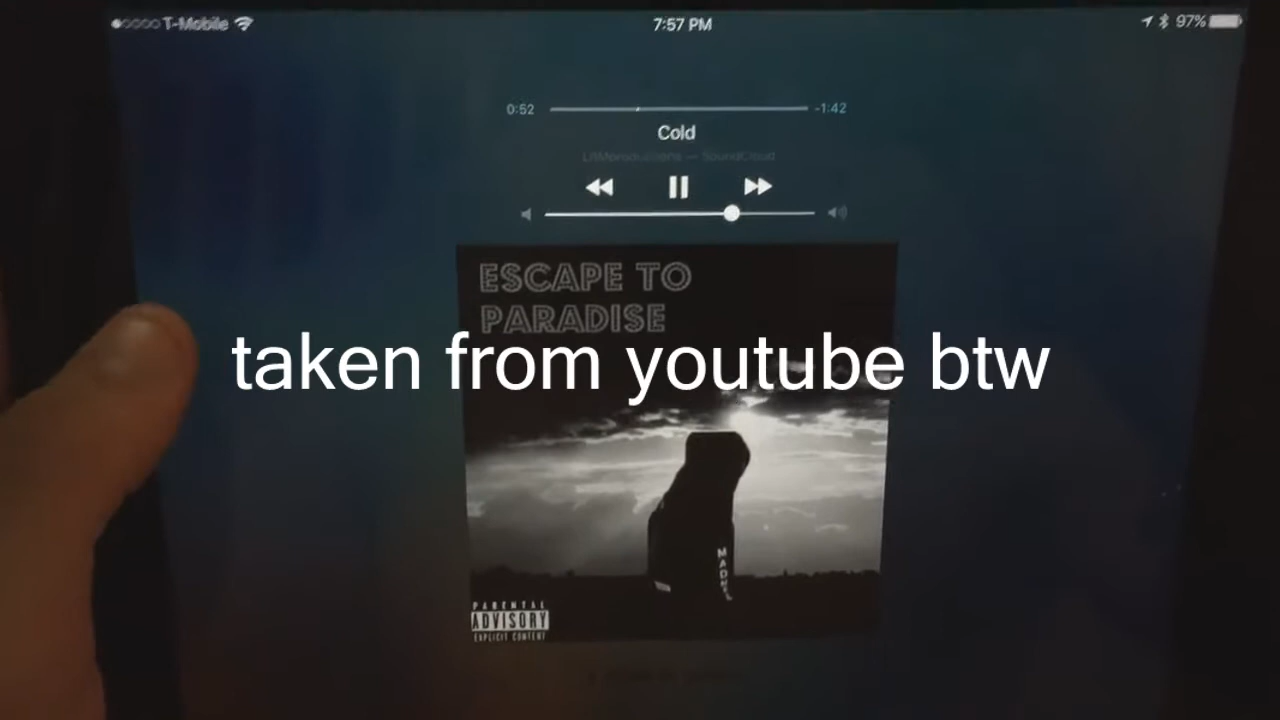 T-Mobile
7:57 PM
97%
0:52
-1:42
Cold
SoundCloud
ESCAPE TO
PARADISE
taken from youtube btw
PARENTAL
ADVISORY
EXPLICIT CONTENT